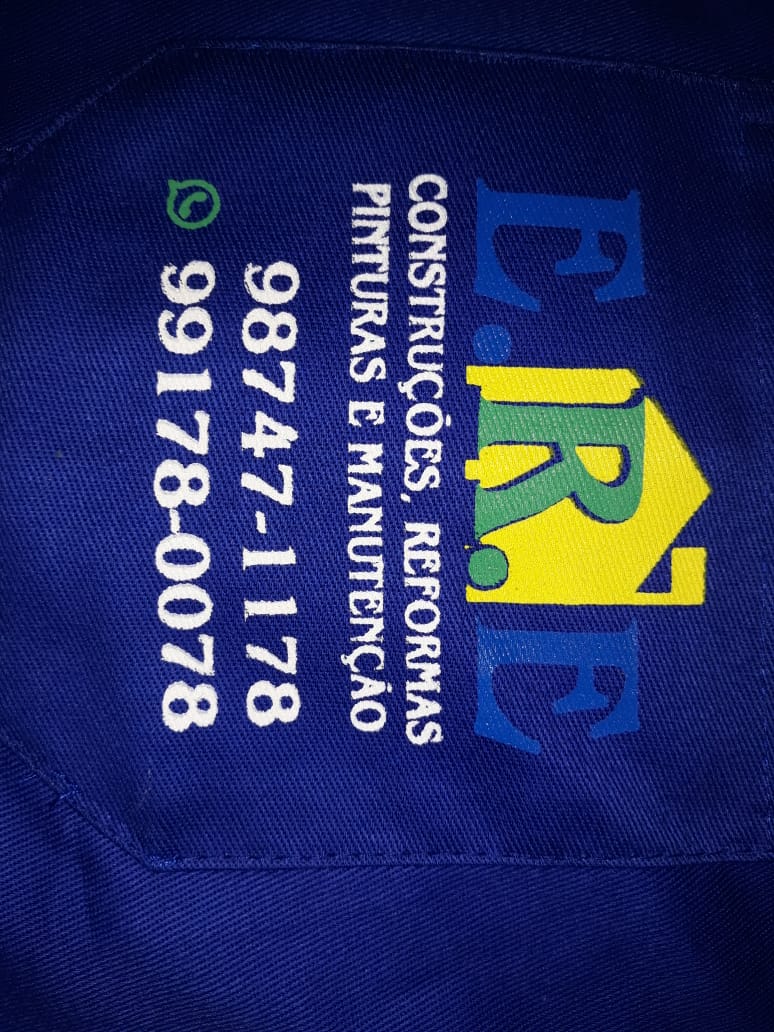 E.R.E
CONSTRUÇÕES, REFORMAS
PINTURAS E MANUTENÇÃO
98747-1178
99178-0078